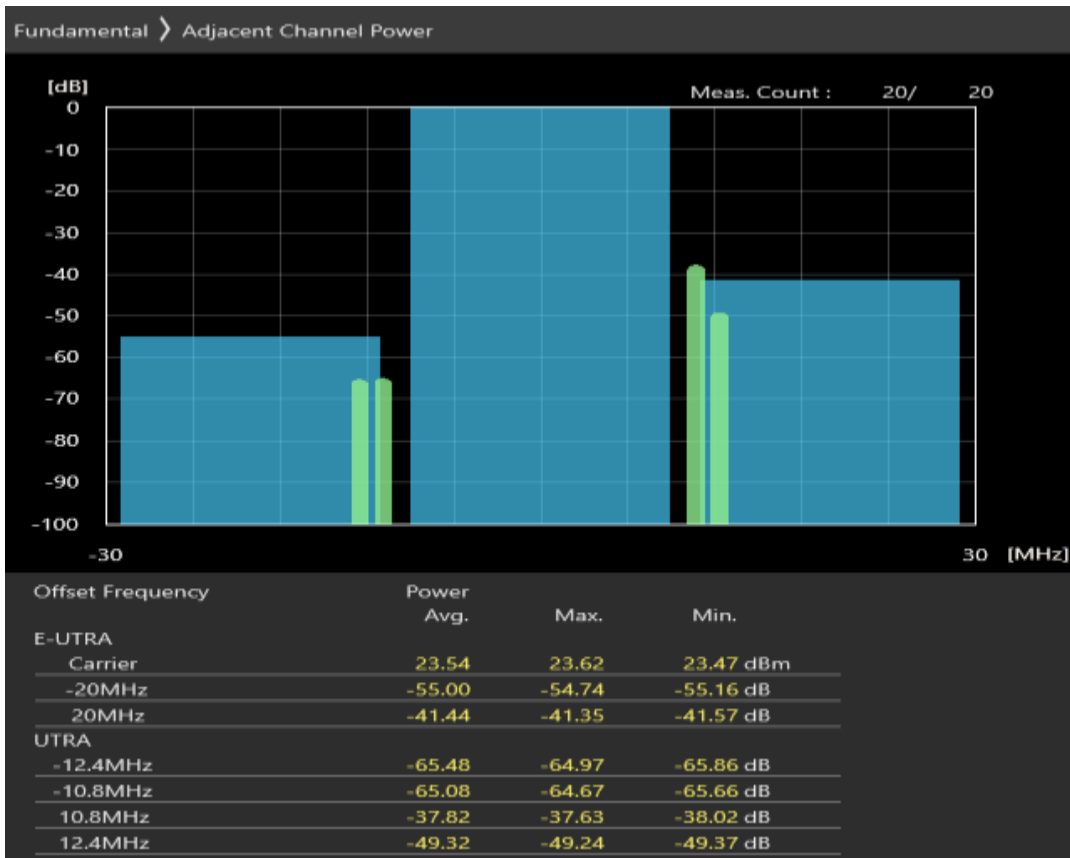 Fundamental ❯ Adjacent Channel Power
[dB]
Meas. Count : 20/ 20
0
-10
-20
-30
-40
-50
-60
-70
-80
-90
-100
-30 30 [MHz]
Offset Frequency Power
Avg. Max. Min.
E-UTRA
Carrier 23.54 23.62 23.47 dBm
-20MHz -55.00 -54.74 -55.16 dB
20MHz -41.44 -41.35 -41.57 dB
UTRA
-12.4MHz -65.48 -64.97 -65.86 dB
-10.8MHz -65.08 -64.67 -65.66 dB
10.8MHz -37.82 -37.63 -38.02 dB
12.4MHz -49.32 -49.24 -49.37 dB